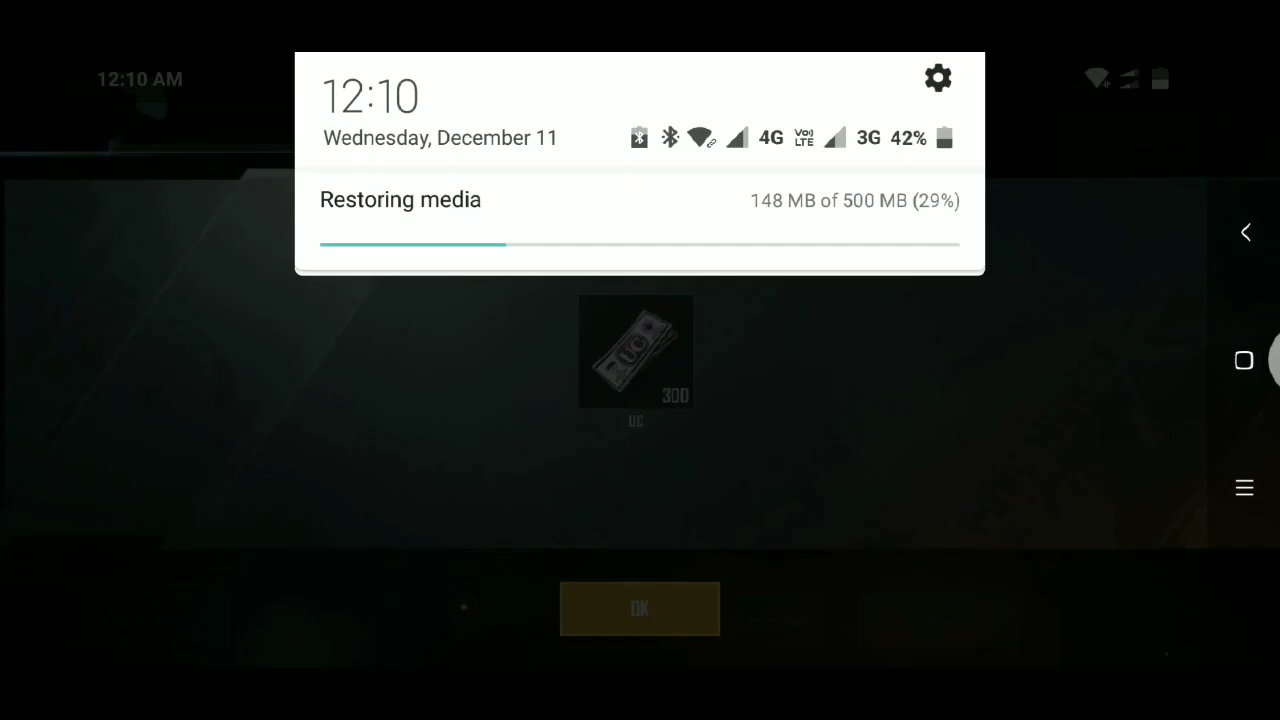 12:10 AM
12:10
Wednesday, December 11
4G VoLTE 3G 42%
Restoring media
148 MB of 500 MB (29%)
UC
300
UC
OK